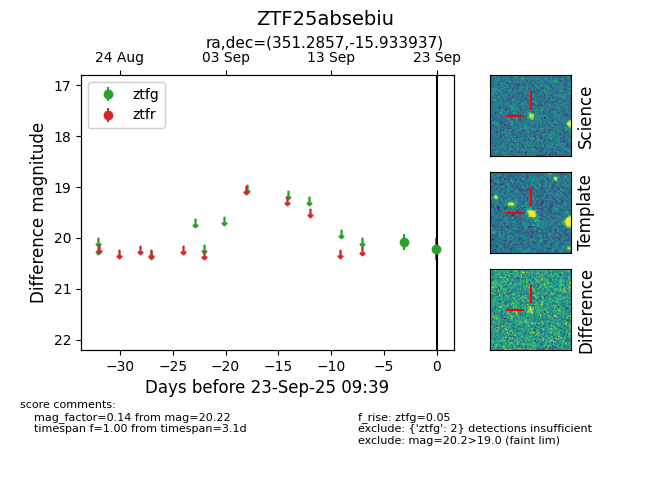 ZTF25absebiu
ra,dec=(351.2857,-15.933937)
24 Aug
03 Sep
13 Sep
23 Sep
ztfg
ztfr
17
18
19
20
21
22
Difference magnitude
−30
−25
−20
−15
−10
−5
0
Days before 23-Sep-25 09:39
Science
Template
Difference
score comments:
mag_factor=0.14 from mag=20.22
timespan f=1.00 from timespan=3.1d
f_rise: ztfg=0.05
exclude: {'ztfg': 2} detections insufficient
exclude: mag=20.2>19.0 (faint lim)